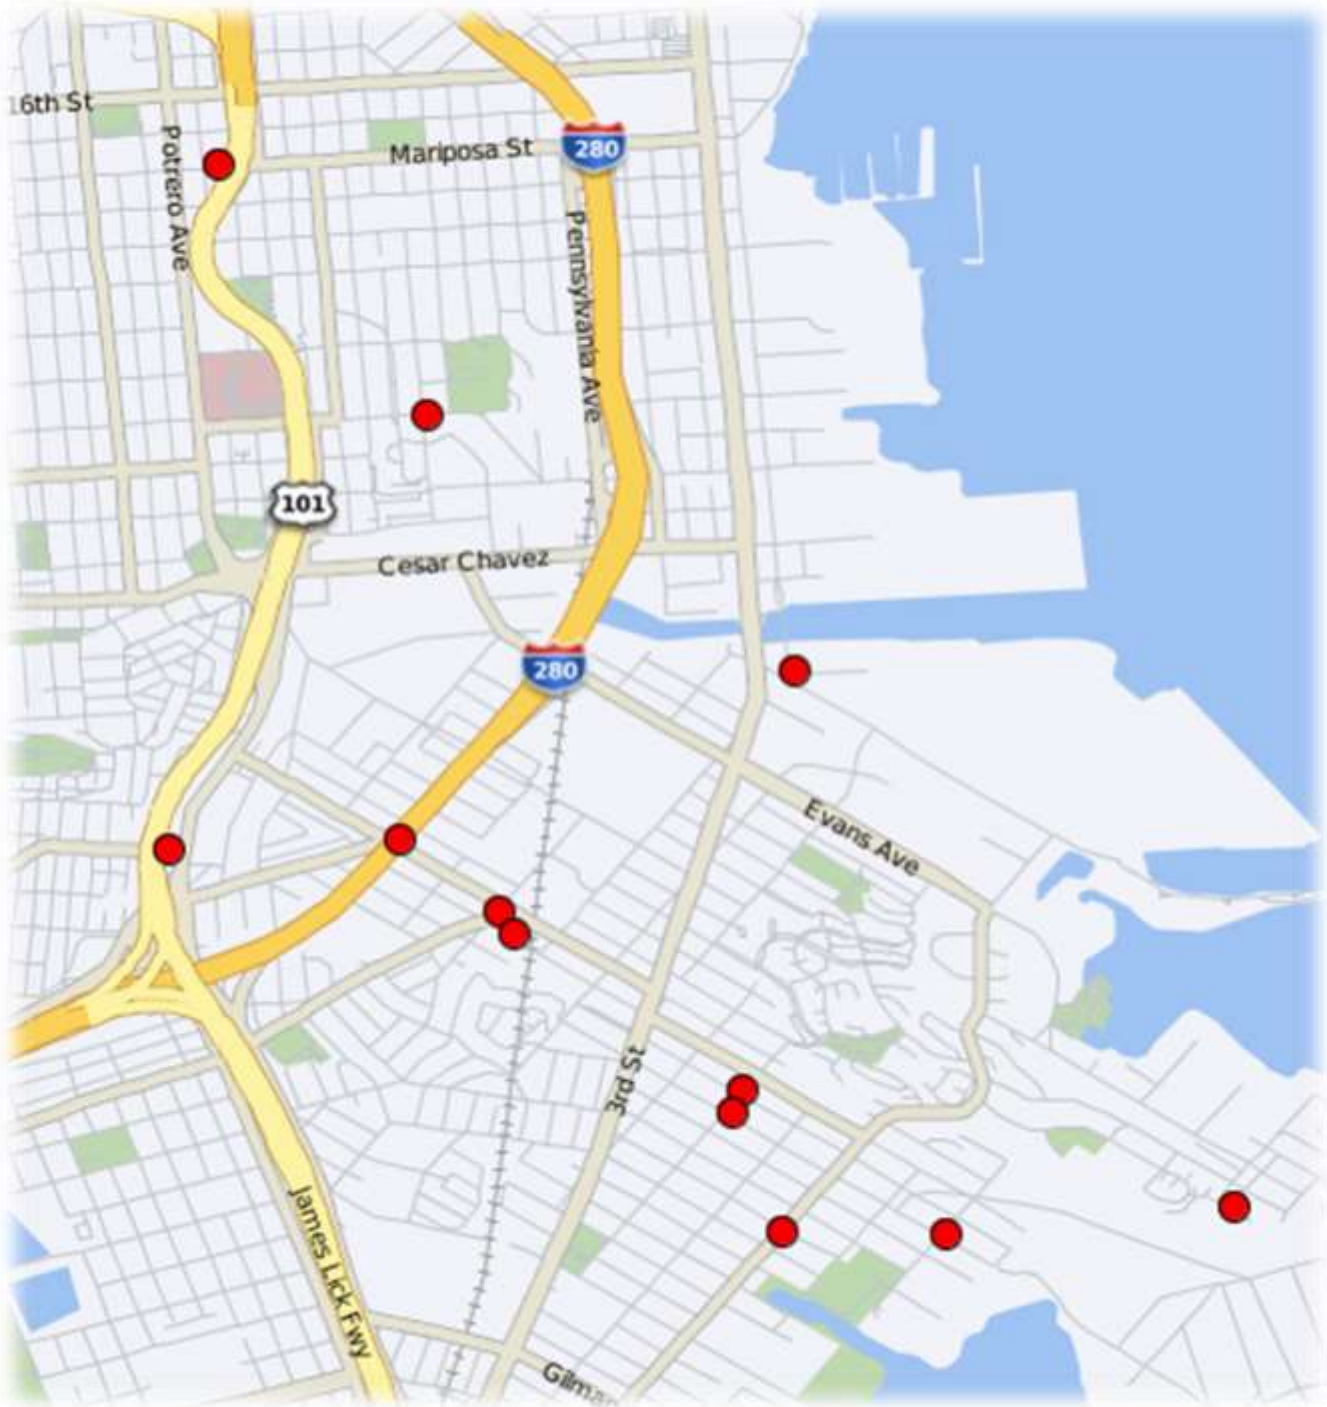 16th St
Potrero Ave
Mariposa St
280
Pennsylvania Ave
101
Cesar Chavez
280
Evans Ave
3rd St
James Lick Fwy